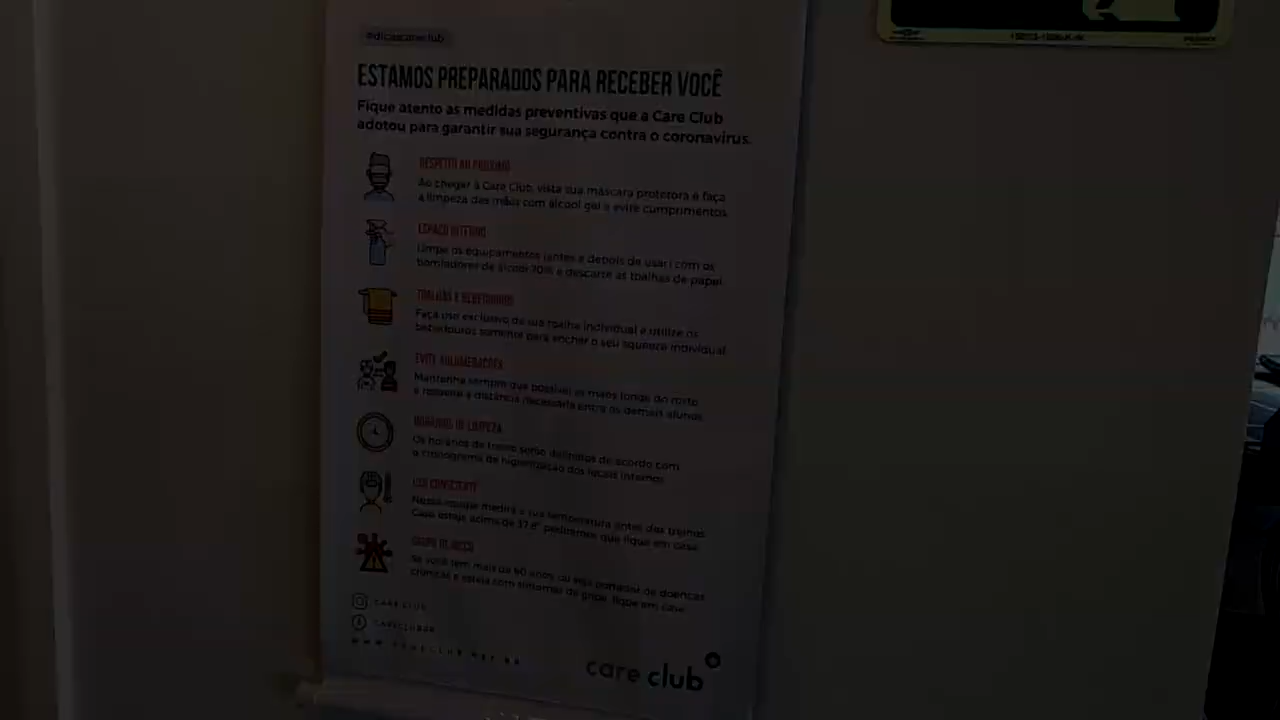 #dicascareclub
ESTAMOS PREPARADOS PARA RECEBER VOCÊ
Fique atento as medidas preventivas que a Care Club
adotou para garantir sua segurança contra o coronavírus.
RESPEITO AO PRÓXIMO
Ao chegar à Care Club, vista sua máscara protetora e faça
a limpeza das mãos com álcool gel e evite cumprimentos
ESPAÇO INTERNO
Limpe os equipamentos (antes e depois de usar) com os
borrifadores de álcool 70% e descarte as toalhas de papel
TOALHAS E BEBEDOUROS
Faça uso exclusivo da sua toalha individual e utilize os
bebedouros somente para encher o seu squeeze individual
EVITE AGLOMERAÇÕES
Mantenha sempre que possível as mãos longe do rosto
e respeite a distância necessária entre os demais alunos
HORÁRIOS DE LIMPEZA
Os horários de treino serão definidos de acordo com
o cronograma de higienização dos locais internos
USO CONSCIENTE
Nossa equipe medirá a sua temperatura antes dos treinos
Caso esteja acima de 37,8° pediremos que fique em casa
GRUPO DE RISCO
Se você tem mais de 60 anos, ou seja portador de doenças
crônicas e esteja com sintomas de gripe, fique em casa
CARE CLUB
CARECLUBBR
care club